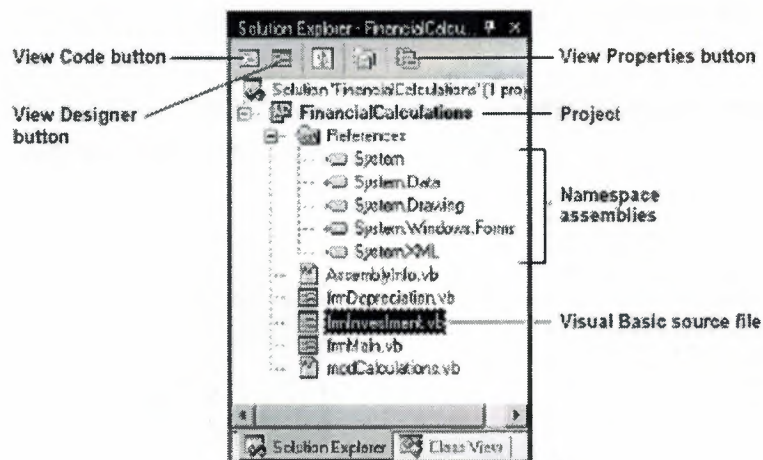 Solution Explorer - FinancialCalcu...
View Code button
View Properties button
View Designer
button
Solution 'FinancialCalculations' (1 proj
FinancialCalculations
Project
References
System
System.Data
System.Drawing
System.Windows.Forms
System.XML
Namespace
assemblies
AssemblyInfo.vb
frmDepreciation.vb
frmInvestment.vb
Visual Basic source file
frmMain.vb
modCalculations.vb
Solution Explorer
Class View